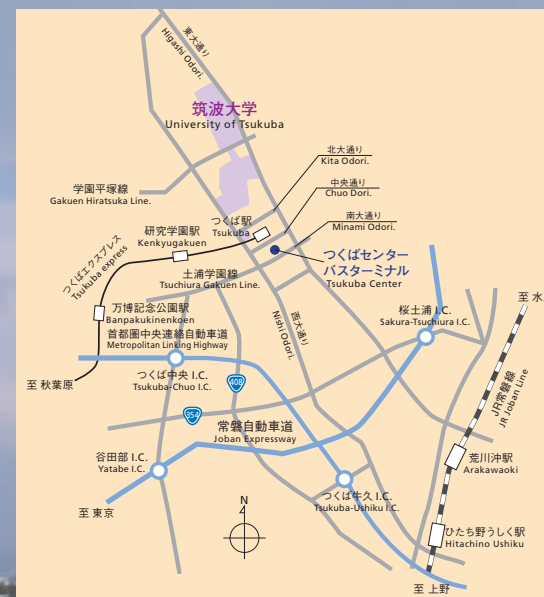 東大通り
Higashi Odori.
筑波大学
University of Tsukuba
北大通り
Kita Odori.
中央通り
Chuo Dori.
学園平塚線
Gakuen Hiratsuka Line.
つくば駅
Tsukuba
南大通り
Minami Odori.
研究学園駅
Kenkyugakuen
つくばエクスプレス
Tsukuba express
つくばセンター
バスターミナル
Tsukuba Center
土浦学園線
Tsuchiura Gakuen Line.
西大通り
Nishi Odori.
万博記念公園駅
Banpakukinenkoen
桜土浦 I.C.
Sakura-Tsuchiura I.C.
至 水
首都圏中央連絡自動車道
Metropolitan Linking Highway
つくば中央 I.C.
Tsukuba-Chuo I.C.
至 秋葉原
408
354
JR常磐線
JR Joban Line
常磐自動車道
Joban Expressway
谷田部 I.C.
Yatabe I.C.
荒川沖駅
Arakawaoki
つくば牛久 I.C.
Tsukuba-Ushiku I.C.
至 東京
N
ひたち野うしく駅
Hitachino Ushiku
至 上野